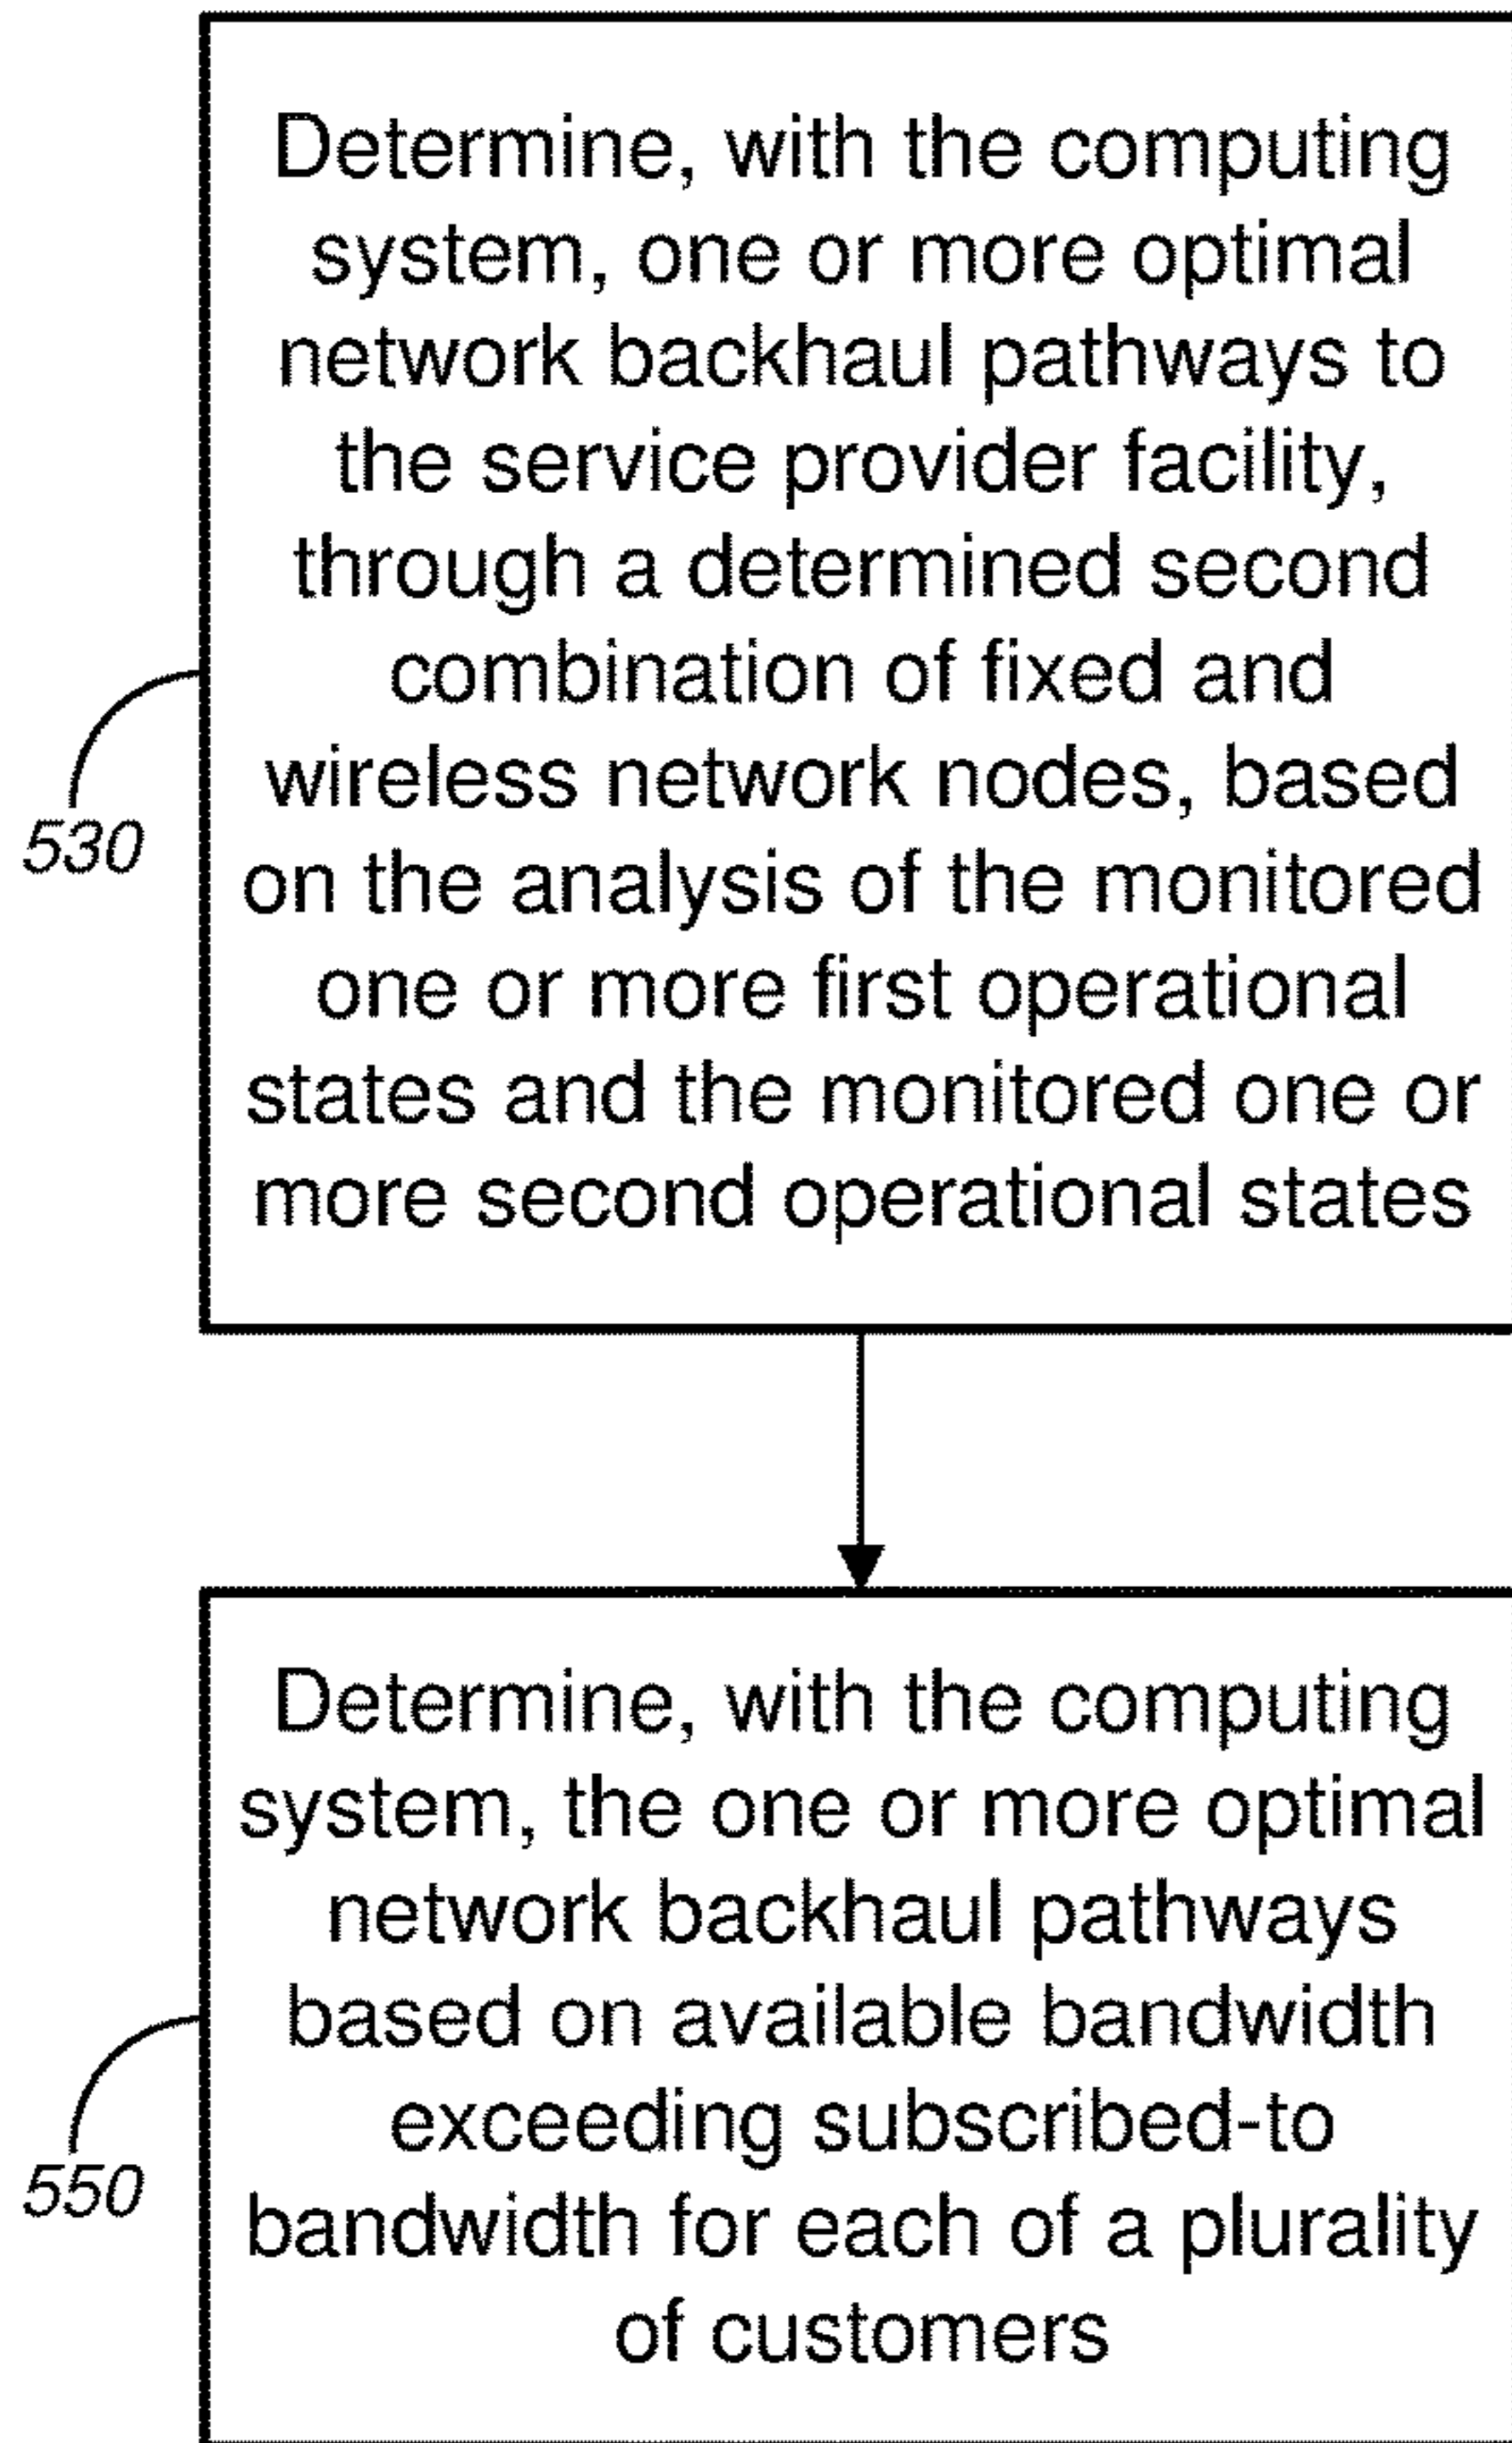 Determine, with the computing
system, one or more optimal
network backhaul pathways to
the service provider facility,
through a determined second
combination of fixed and
wireless network nodes, based
on the analysis of the monitored
one or more first operational
states and the monitored one or
more second operational states
530
Determine, with the computing
system, the one or more optimal
network backhaul pathways
based on available bandwidth
exceeding subscribed-to
bandwidth for each of a plurality
of customers
550